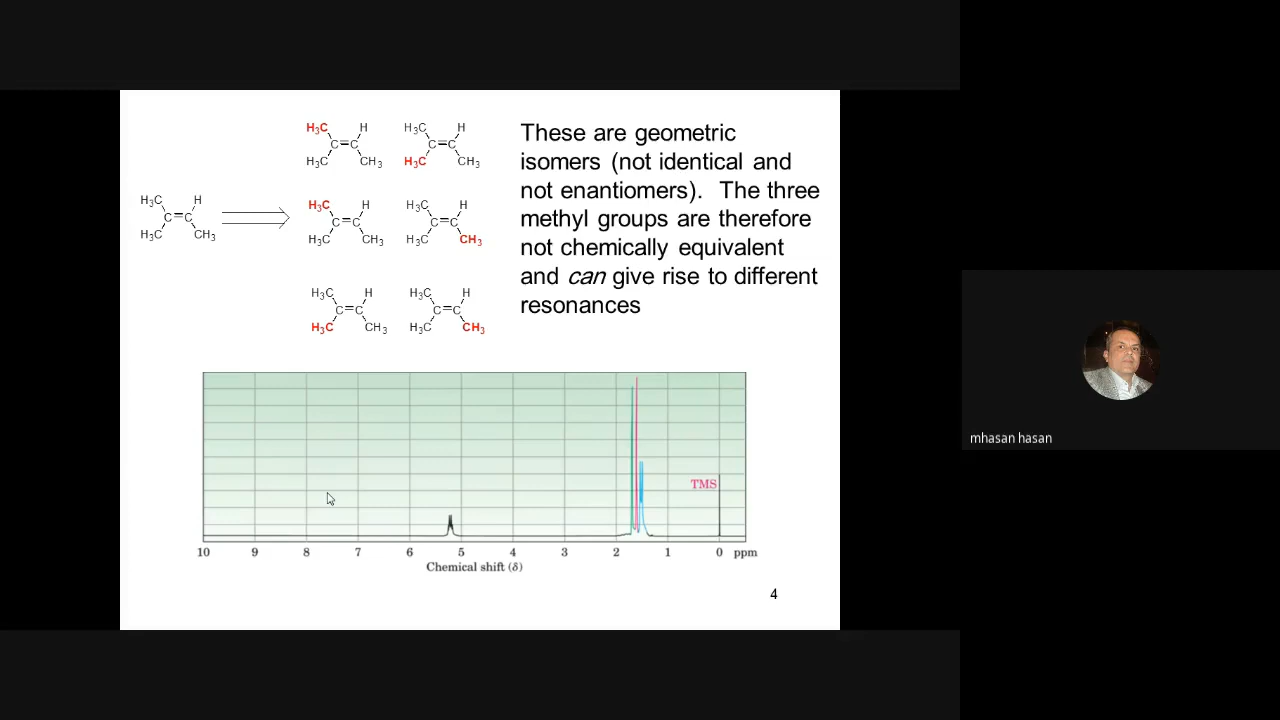 H₃C H H₃C H
C=C C=C
H₃C CH₃ H₃C CH₃
H₃C H
C=C
H₃C CH₃
H₃C H H₃C H
C=C C=C
H₃C CH₃ H₃C CH₃
H₃C H H₃C H
C=C C=C
H₃C CH₃ H₃C CH₃
These are geometric
isomers (not identical and
not enantiomers). The three
methyl groups are therefore
not chemically equivalent
and can give rise to different
resonances
TMS
10 9 8 7 6 5 4 3 2 1 0 ppm
Chemical shift (δ)
4
mhasan hasan